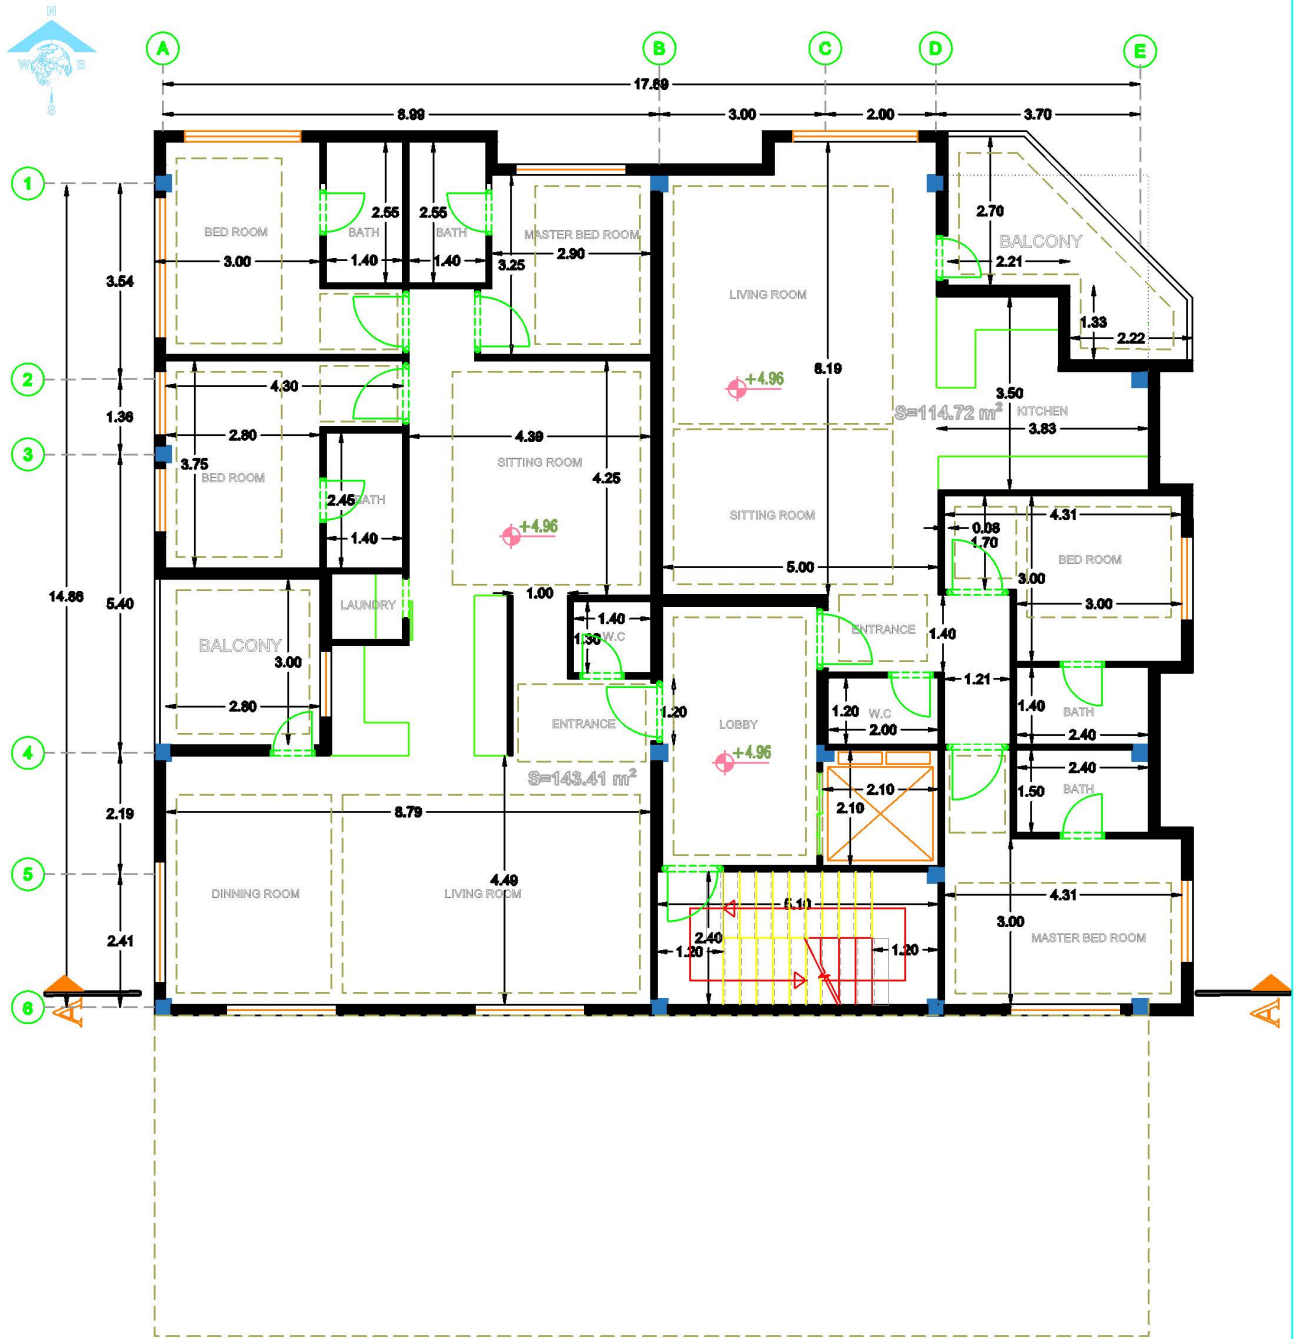 N
W E
S
A B C D E
17.69
8.99 3.00 2.00 3.70
1
2
3
4
5
6
14.86
3.54
1.36
5.40
2.19
2.41
BED ROOM
3.00
2.55
BATH
1.40
2.55
BATH
1.40
MASTER BED ROOM
2.90
3.25
LIVING ROOM
8.19
+4.96
2.70
BALCONY
2.21
1.33
2.22
S=114.72 m²
3.50
KITCHEN
3.83
4.30
2.80
3.75
BED ROOM
2.45
BATH
1.40
4.39
SITTING ROOM
4.25
+4.96
SITTING ROOM
5.00
4.31
0.08
1.70
BED ROOM
3.00
3.00
LAUNDRY
BALCONY
3.00
2.80
1.00
1.40
1.30
W.C
ENTRANCE
1.20
S=143.41 m²
LOBBY
+4.96
ENTRANCE
1.40
1.21
1.20
W.C
2.00
1.40
BATH
2.40
2.40
1.50
BATH
2.10
2.10
8.79
DINNING ROOM
LIVING ROOM
4.49
5.10
2.40
1.20
1.20
4.31
3.00
MASTER BED ROOM
A
A